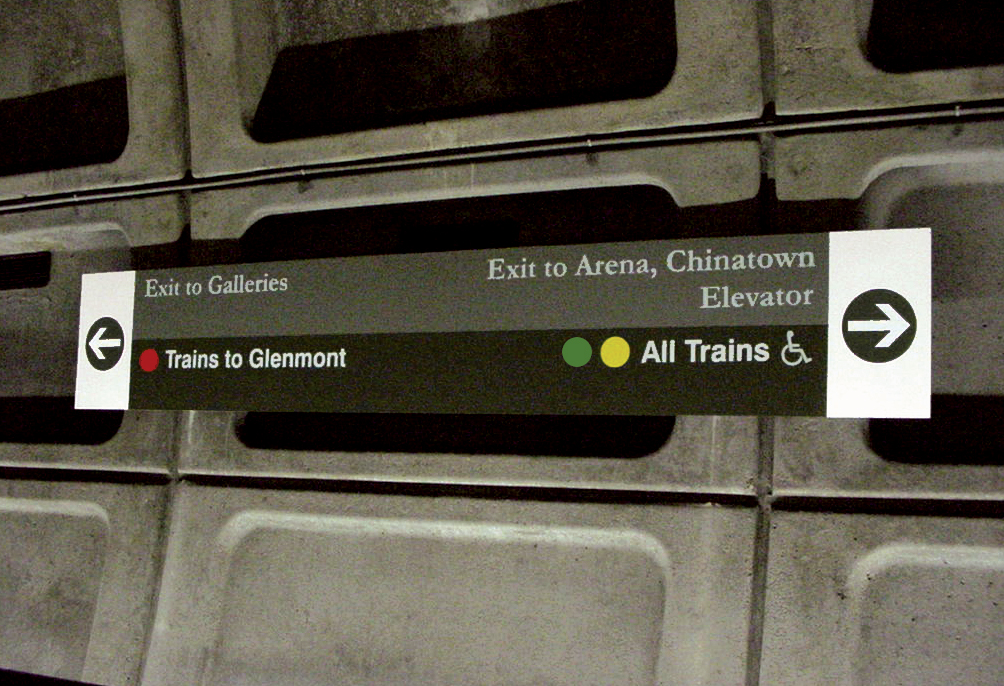 Exit to Galleries
Exit to Arena, Chinatown
Elevator
Trains to Glenmont
All Trains